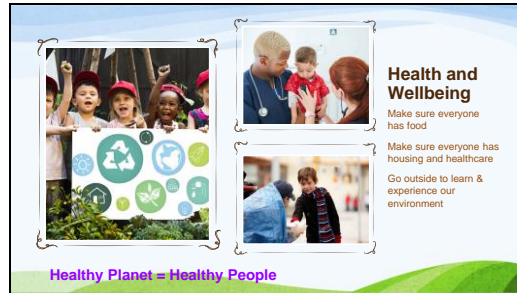 Health and
Wellbeing
Make sure everyone
has food
Make sure everyone has
housing and healthcare
Go outside to learn &
experience our
environment
Healthy Planet = Healthy People